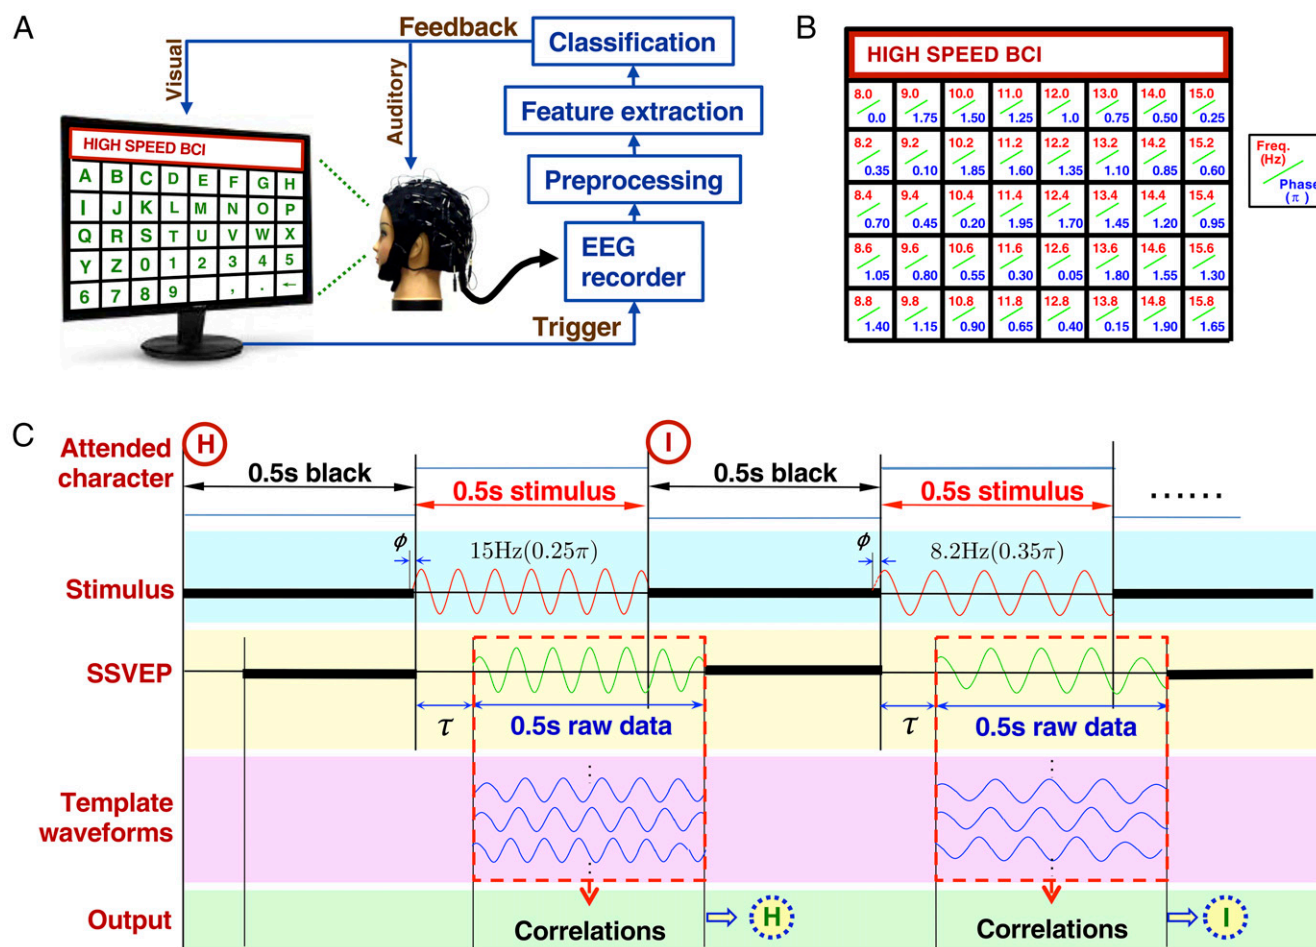 A
Feedback
Classification
Visual
Auditory
Feature extraction
Preprocessing
EEG
recorder
Trigger
HIGH SPEED BCI
A B C D E F G H
I J K L M N O P
Q R S T U V W X
Y Z 0 1 2 3 4 5
6 7 8 9 , . ←
B
HIGH SPEED BCI
8.0 9.0 10.0 11.0 12.0 13.0 14.0 15.0
0.0 1.75 1.50 1.25 1.0 0.75 0.50 0.25
8.2 9.2 10.2 11.2 12.2 13.2 14.2 15.2
0.35 0.10 1.85 1.60 1.35 1.10 0.85 0.60
8.4 9.4 10.4 11.4 12.4 13.4 14.4 15.4
0.70 0.45 0.20 1.95 1.70 1.45 1.20 0.95
8.6 9.6 10.6 11.6 12.6 13.6 14.6 15.6
1.05 0.80 0.55 0.30 0.05 1.80 1.55 1.30
8.8 9.8 10.8 11.8 12.8 13.8 14.8 15.8
1.40 1.15 0.90 0.65 0.40 0.15 1.90 1.65
Freq.
(Hz)
Phase
(π)
C
Attended
character
H
I
0.5s black
0.5s stimulus
0.5s black
0.5s stimulus
......
Stimulus
ϕ
15Hz(0.25π)
ϕ
8.2Hz(0.35π)
SSVEP
τ
0.5s raw data
τ
0.5s raw data
Template
waveforms
Output
Correlations
H
Correlations
I